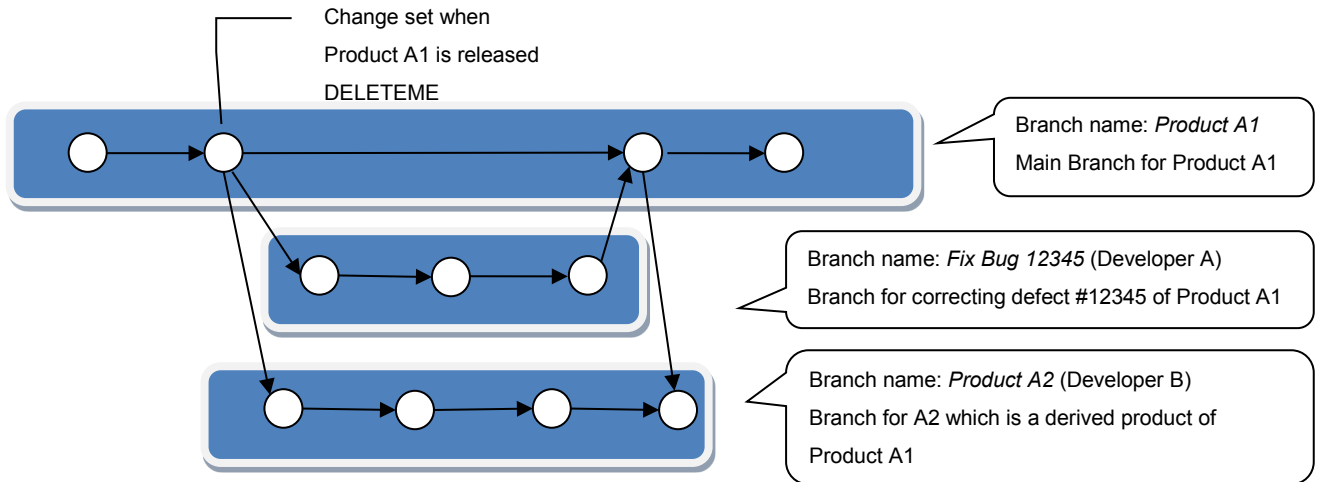 Change set when
Product A1 is released
DELETEME
Branch name: Product A1
Main Branch for Product A1
Branch name: Fix Bug 12345 (Developer A)
Branch for correcting defect #12345 of Product A1
Branch name: Product A2 (Developer B)
Branch for A2 which is a derived product of
Product A1